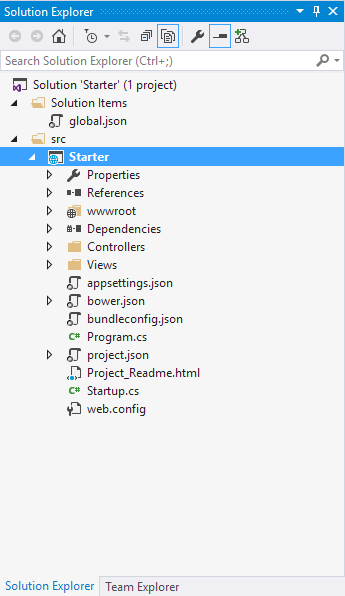 Solution Explorer
Search Solution Explorer (Ctrl+;)
Solution 'Starter' (1 project)
Solution Items
global.json
src
Starter
Properties
References
wwwroot
Dependencies
Controllers
Views
appsettings.json
bower.json
bundleconfig.json
C# Program.cs
project.json
Project_Readme.html
C# Startup.cs
web.config
Solution Explorer Team Explorer